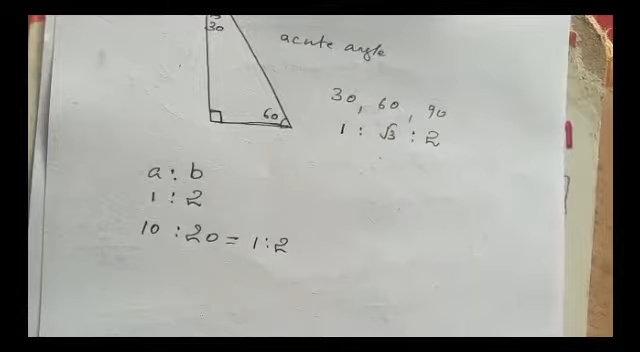 30
acute angle
60
30, 60, 90
1 : √3 : 2
a : b
1 : 2
10 : 20 = 1 : 2